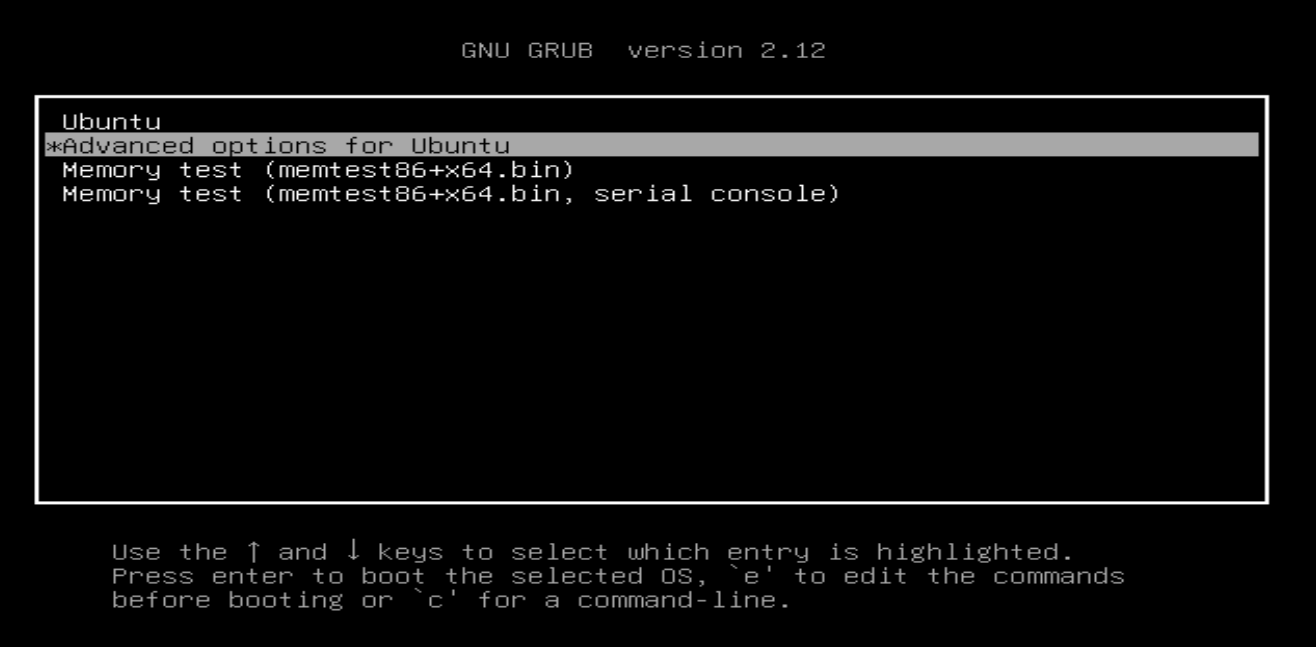 GNU GRUB  version 2.12
Ubuntu
*Advanced options for Ubuntu
Memory test (memtest86+x64.bin)
Memory test (memtest86+x64.bin, serial console)
Use the ↑ and ↓ keys to select which entry is highlighted.
Press enter to boot the selected OS, `e' to edit the commands
before booting or `c' for a command-line.